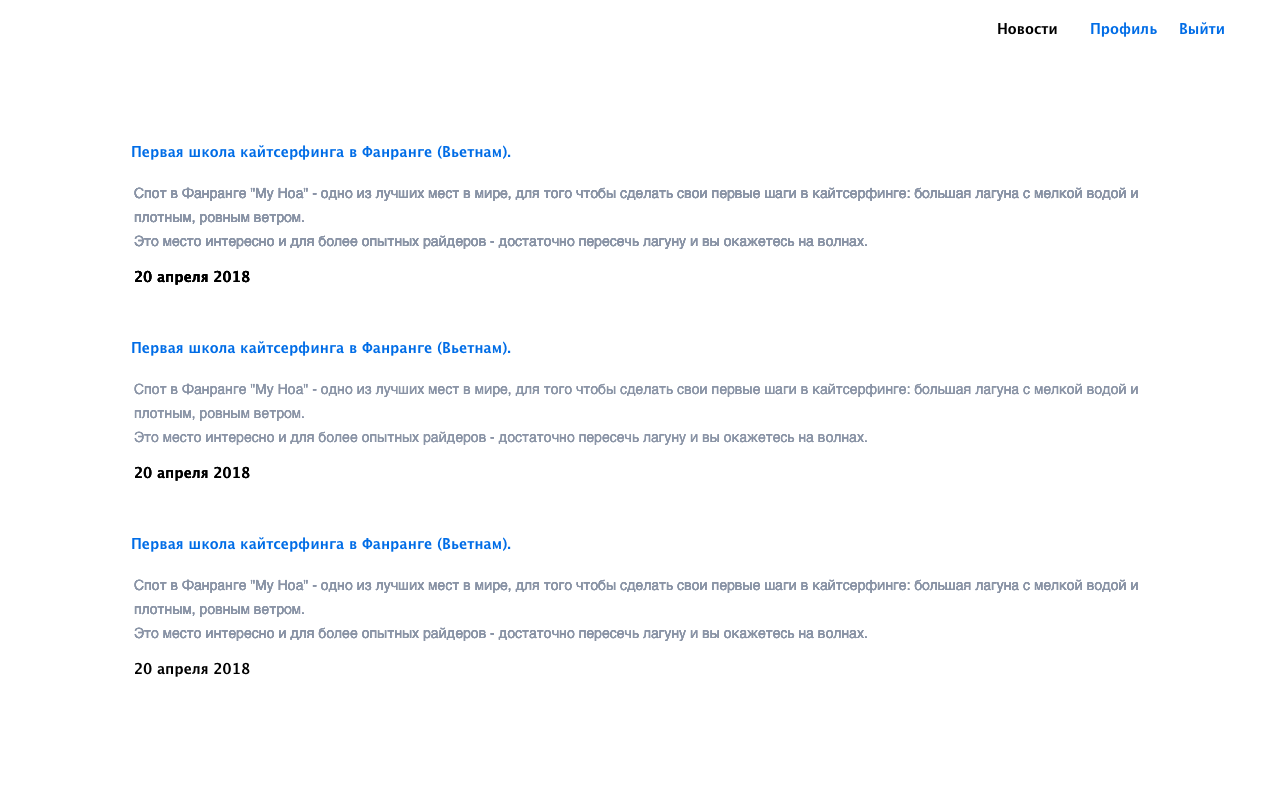 Новости Профиль Выйти
Первая школа кайтсерфинга в Фанранге (Вьетнам).
Спот в Фанранге "My Hoa" - одно из лучших мест в мире, для того чтобы сделать свои первые шаги в кайтсерфинге: большая лагуна с мелкой водой и
плотным, ровным ветром.
Это место интересно и для более опытных райдеров - достаточно пересечь лагуну и вы окажетесь на волнах.
20 апреля 2018
Первая школа кайтсерфинга в Фанранге (Вьетнам).
Спот в Фанранге "My Hoa" - одно из лучших мест в мире, для того чтобы сделать свои первые шаги в кайтсерфинге: большая лагуна с мелкой водой и
плотным, ровным ветром.
Это место интересно и для более опытных райдеров - достаточно пересечь лагуну и вы окажетесь на волнах.
20 апреля 2018
Первая школа кайтсерфинга в Фанранге (Вьетнам).
Спот в Фанранге "My Hoa" - одно из лучших мест в мире, для того чтобы сделать свои первые шаги в кайтсерфинге: большая лагуна с мелкой водой и
плотным, ровным ветром.
Это место интересно и для более опытных райдеров - достаточно пересечь лагуну и вы окажетесь на волнах.
20 апреля 2018